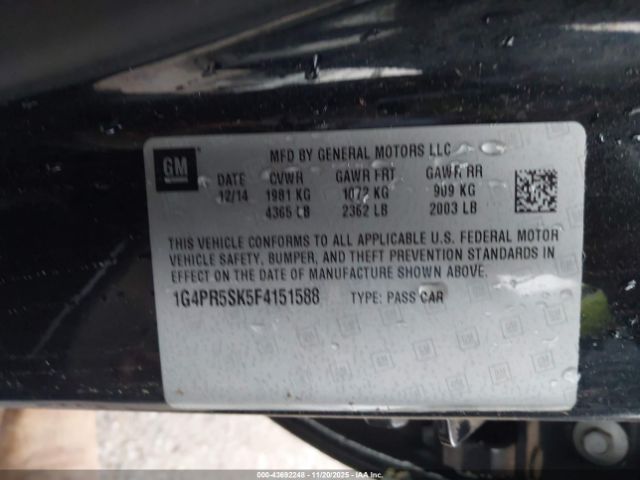 GM
MFD BY GENERAL MOTORS LLC
DATE GVWR GAWR FRT GAWR RR
12/14 1981 KG 1072 KG 909 KG
4365 LB 2362 LB 2003 LB
THIS VEHICLE CONFORMS TO ALL APPLICABLE U.S. FEDERAL MOTOR
VEHICLE SAFETY, BUMPER, AND THEFT PREVENTION STANDARDS
IN EFFECT ON THE DATE OF MANUFACTURE SHOWN ABOVE.
1G4PR5SK5F4151588 TYPE: PASS CAR
000-43692248 - 11/20/2025 - IAA Inc.